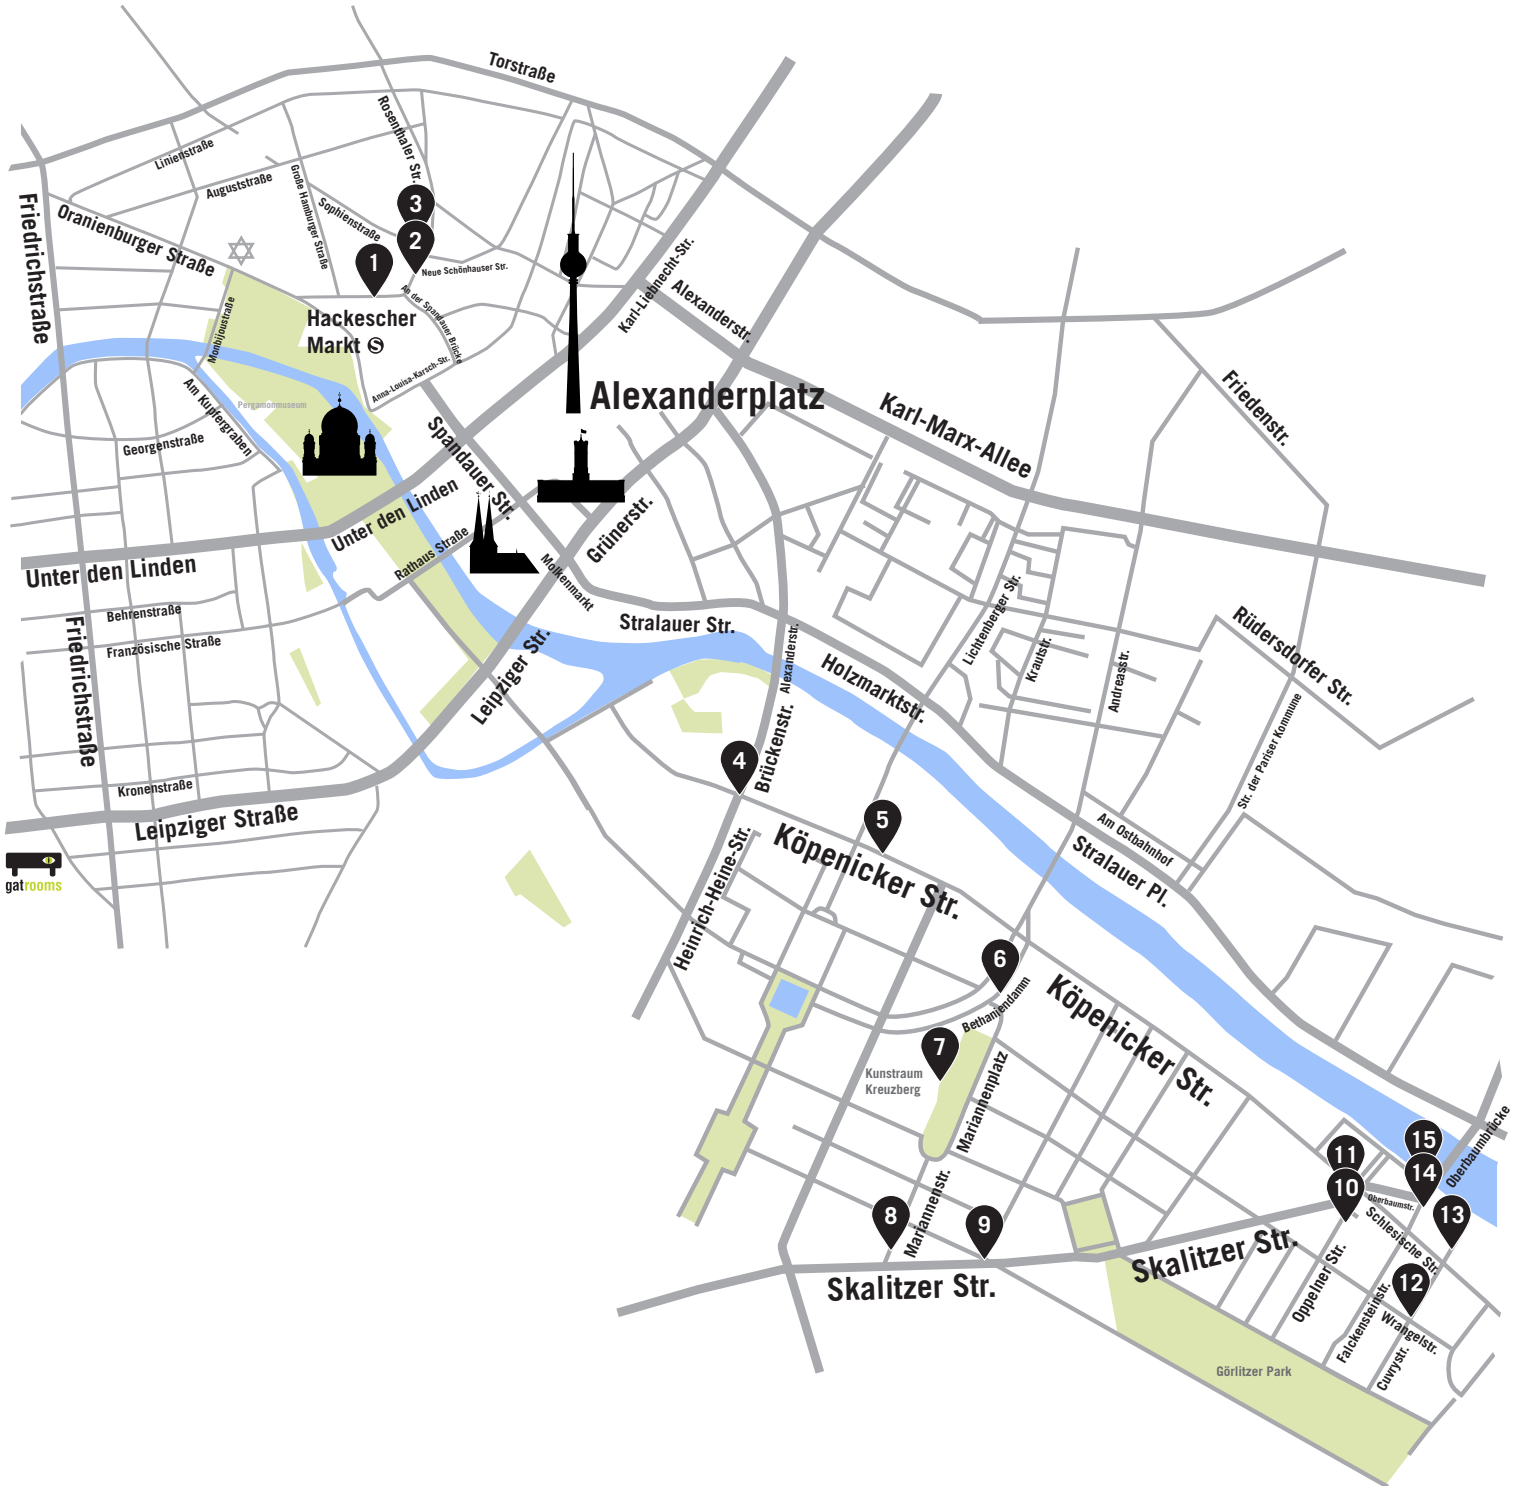 Torstraße
Rosenthaler Str.
Linienstraße
Auguststraße
Große Hamburger Straße
Sophienstraße
Friedrichstraße
Oranienburger Straße
3
2
1
Neue Schönhauser Str.
An der Spandauer Brücke
Hackescher
Markt S
Monbijoustraße
Karl-Liebnecht-Str.
Alexanderstr.
Anna-Louisa-Karsch-Str.
Alexanderplatz
Am Kupfergraben
Pergamonmuseum
Georgenstraße
Karl-Marx-Allee
Friedenstr.
Spandauer Str.
Unter den Linden
Grünerstr.
Rathaus Straße
Molkenmarkt
Unter den Linden
Behrenstraße
Französische Straße
Friedrichstraße
Stralauer Str.
Leipziger Str.
Alexanderstr.
Holzmarktstr.
Lichtenberger Str.
Krautstr.
Andreasstr.
Rüdersdorfer Str.
Str. der Pariser Kommune
Kronenstraße
Leipziger Straße
gatrooms
4
Brückenstr.
5
Heinrich-Heine-Str.
Köpenicker Str.
Am Ostbahnhof
Stralauer Pl.
6
Bethaniendamm
Köpenicker Str.
7
Kunstraum
Kreuzberg
Mariannenplatz
Mariannenstr.
8
9
Skalitzer Str.
Skalitzer Str.
11
10
15
14
13
12
Oberbaumbrücke
Oberbaumstr.
Schlesische Str.
Oppelner Str.
Falckensteinstr.
Wrangelstr.
Cuvrystr.
Görlitzer Park